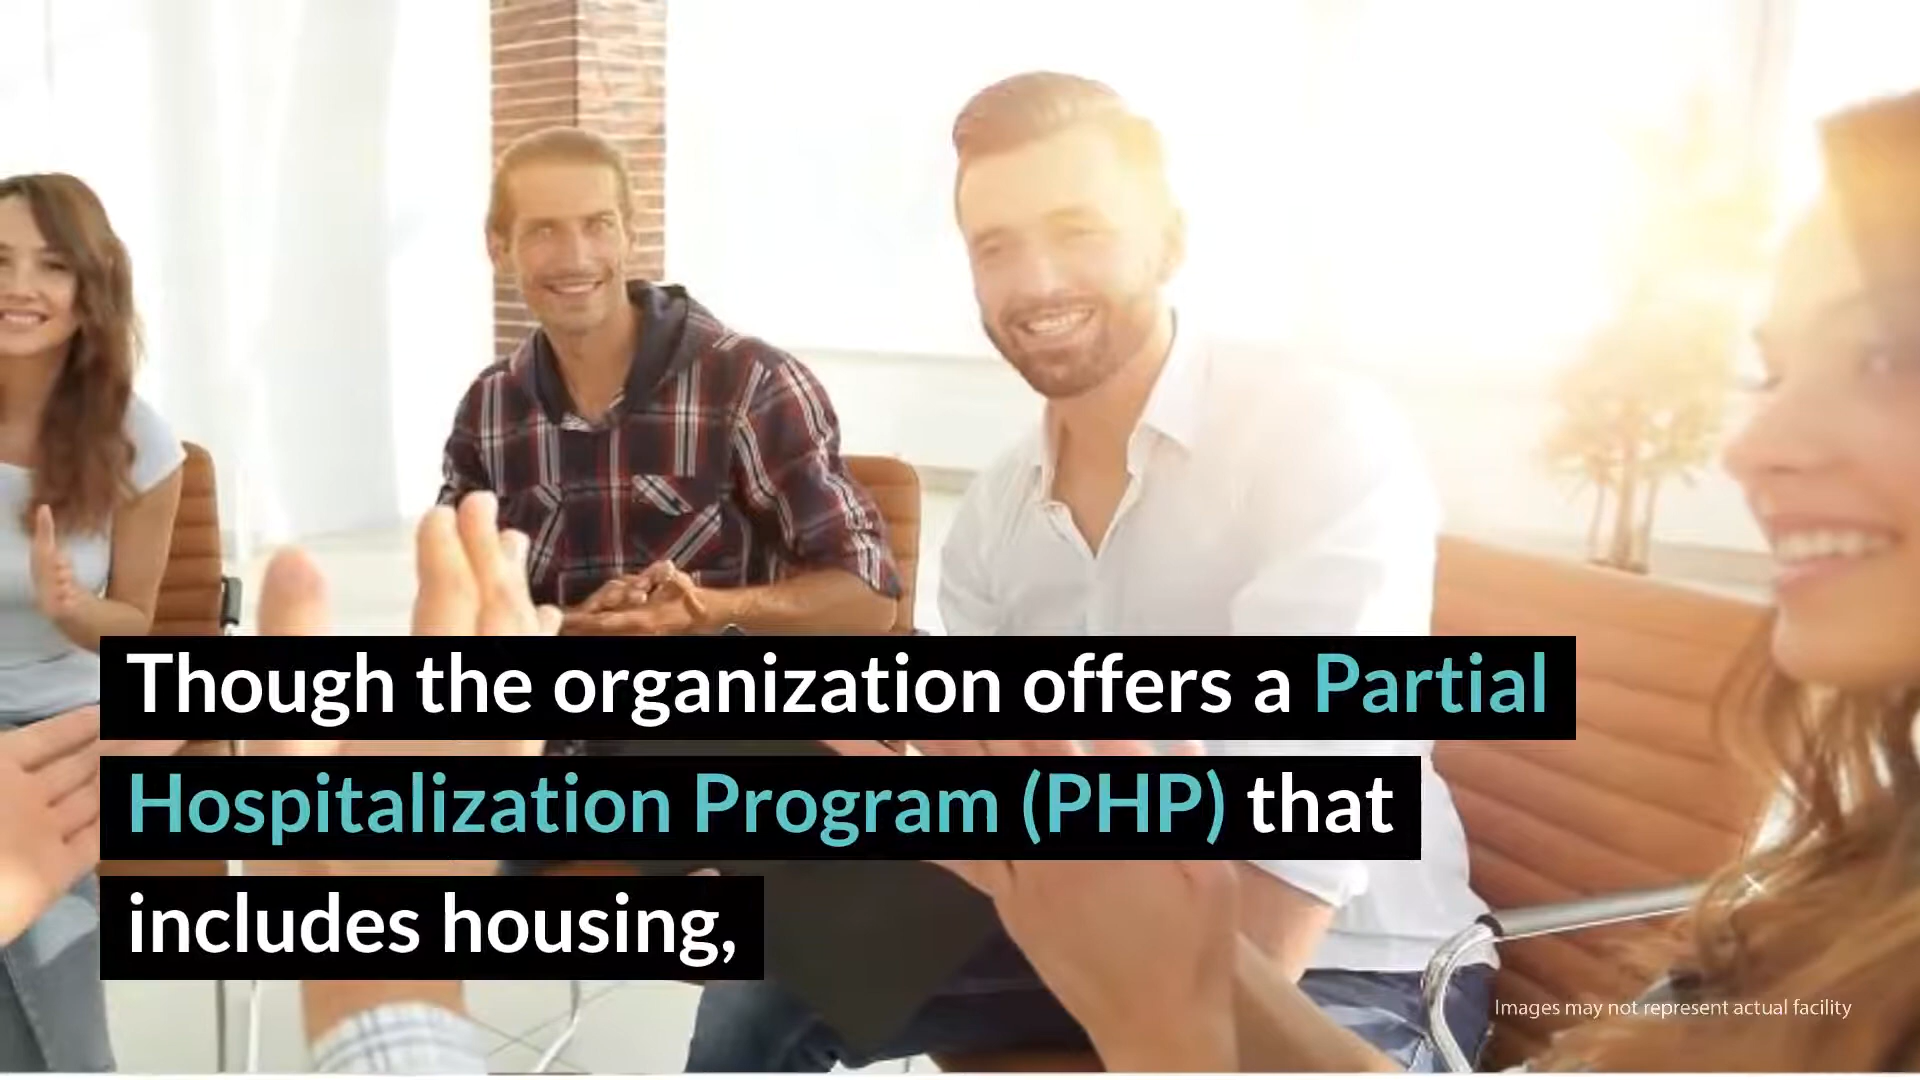 Though the organization offers a Partial
Hospitalization Program (PHP) that
includes housing,
Images may not represent actual facility